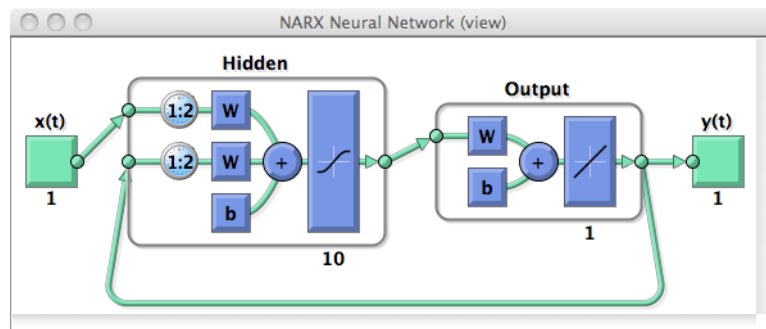 NARX Neural Network (view)
Hidden
Output
x(t)
1:2
W
1:2
W
b
+
1
10
W
b
+
1
y(t)
1